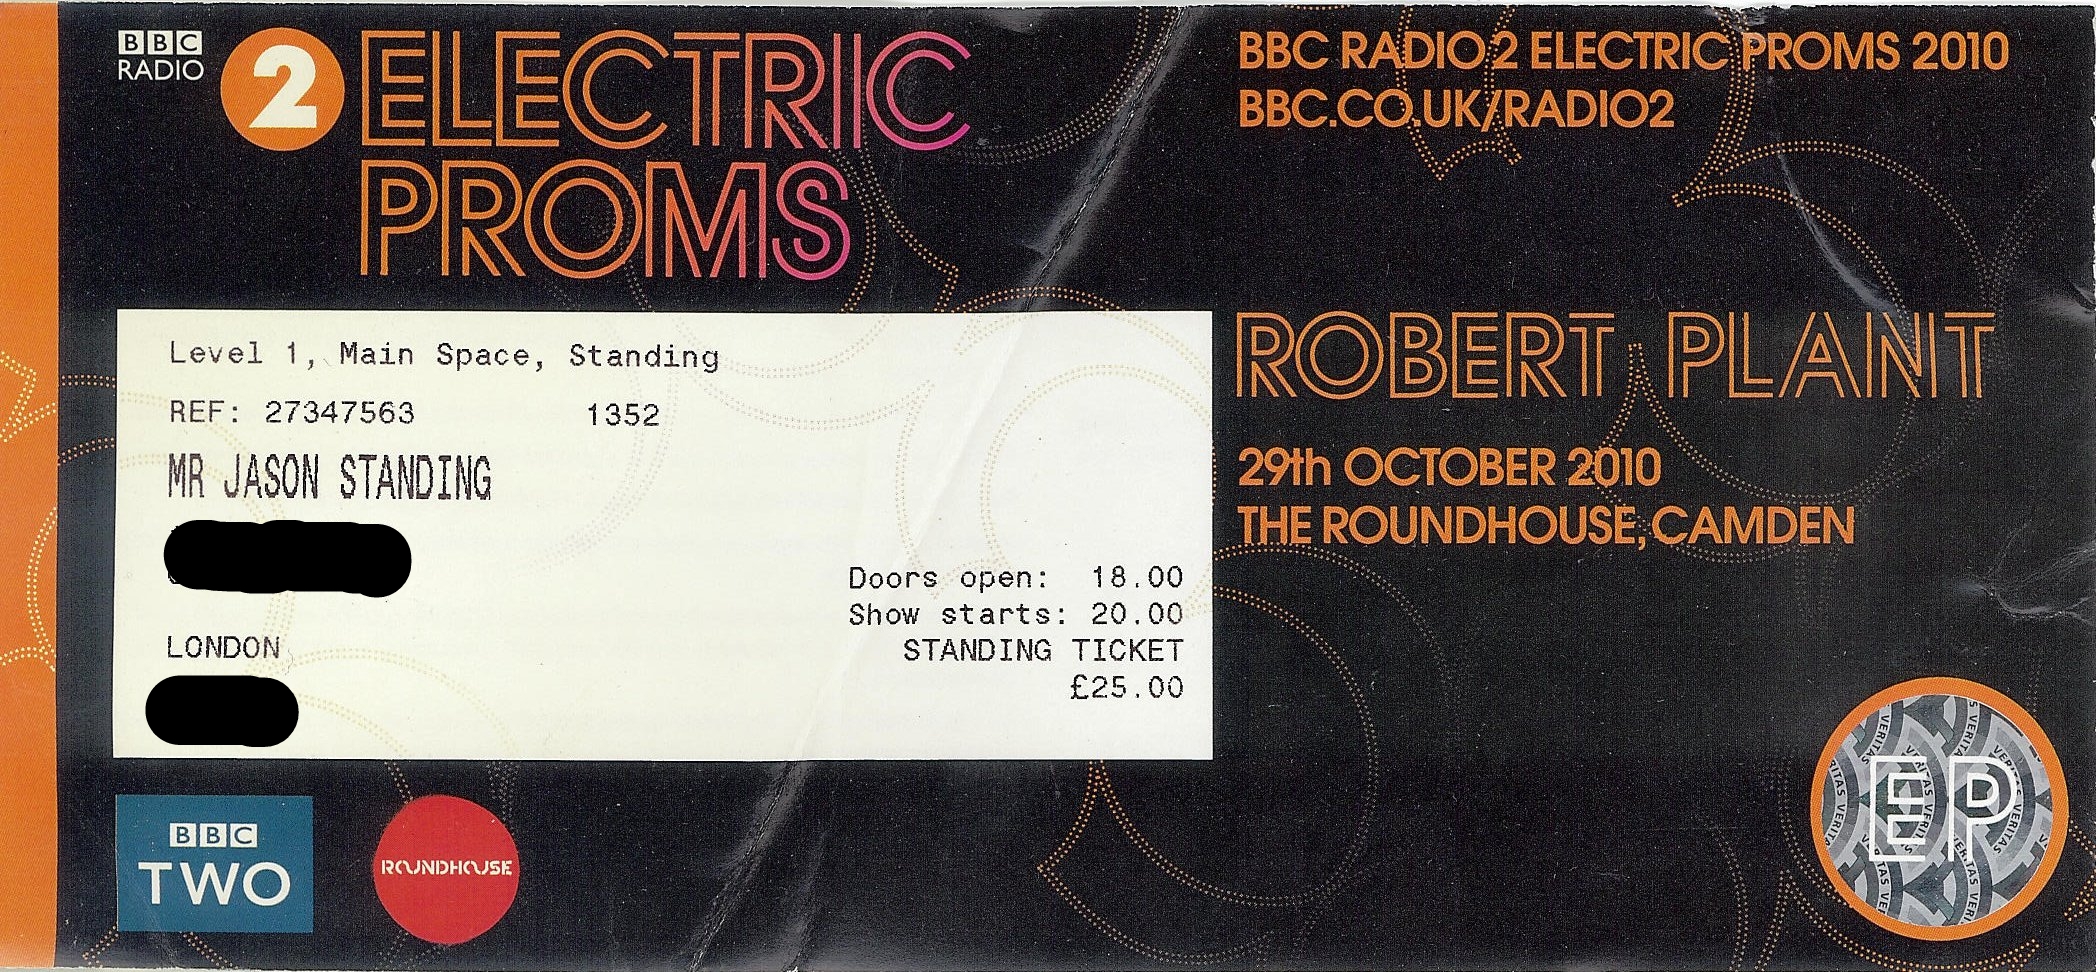 BBC
RADIO
2
ELECTRIC
PROMS
BBC RADIO 2 ELECTRIC PROMS 2010
BBC.CO.UK/RADIO2
ROBERT PLANT
29th OCTOBER 2010
THE ROUNDHOUSE, CAMDEN
Level 1, Main Space, Standing
REF: 27347563 1352
MR JASON STANDING
LONDON
Doors open: 18.00
Show starts: 20.00
STANDING TICKET
£25.00
BBC
TWO
ROUNDHOUSE
EP
VERITAS VERITAS